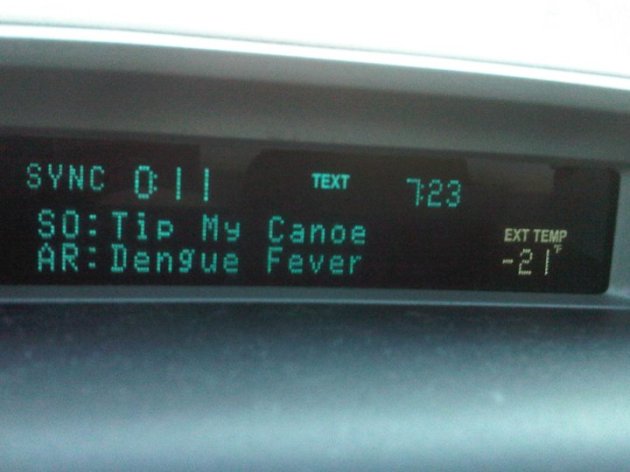 SYNC 0:11 TEXT 7:23
SO: Tip My Canoe
AR: Dengue Fever
EXT TEMP
-21°F